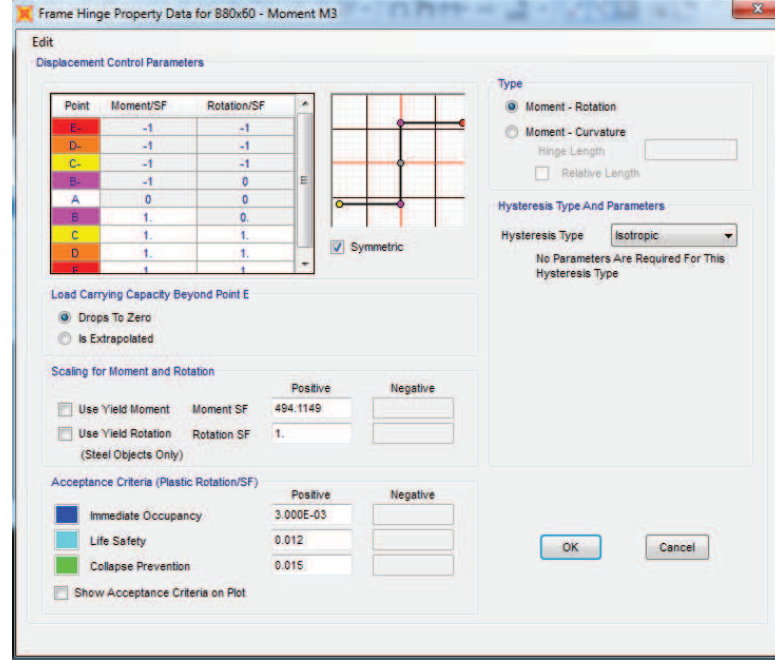 Frame Hinge Property Data for B80x60 - Moment M3
Edit
Displacement Control Parameters
Point Moment/SF Rotation/SF
E- -1 -1
D- -1 -1
C- -1 -1
B- -1 0
A 0 0
B 1. 0.
C 1. 1.
D 1. 1.
E 1. 1.
Symmetric
Load Carrying Capacity Beyond Point E
Drops To Zero
Is Extrapolated
Scaling for Moment and Rotation
Positive Negative
Use Yield Moment Moment SF 494.1149
Use Yield Rotation Rotation SF 1.
(Steel Objects Only)
Acceptance Criteria (Plastic Rotation/SF)
Positive Negative
Immediate Occupancy 3.000E-03
Life Safety 0.012
Collapse Prevention 0.015
Show Acceptance Criteria on Plot
Type
Moment - Rotation
Moment - Curvature
Hinge Length
Relative Length
Hysteresis Type And Parameters
Hysteresis Type Isotropic
No Parameters Are Required For This
Hysteresis Type
OK Cancel